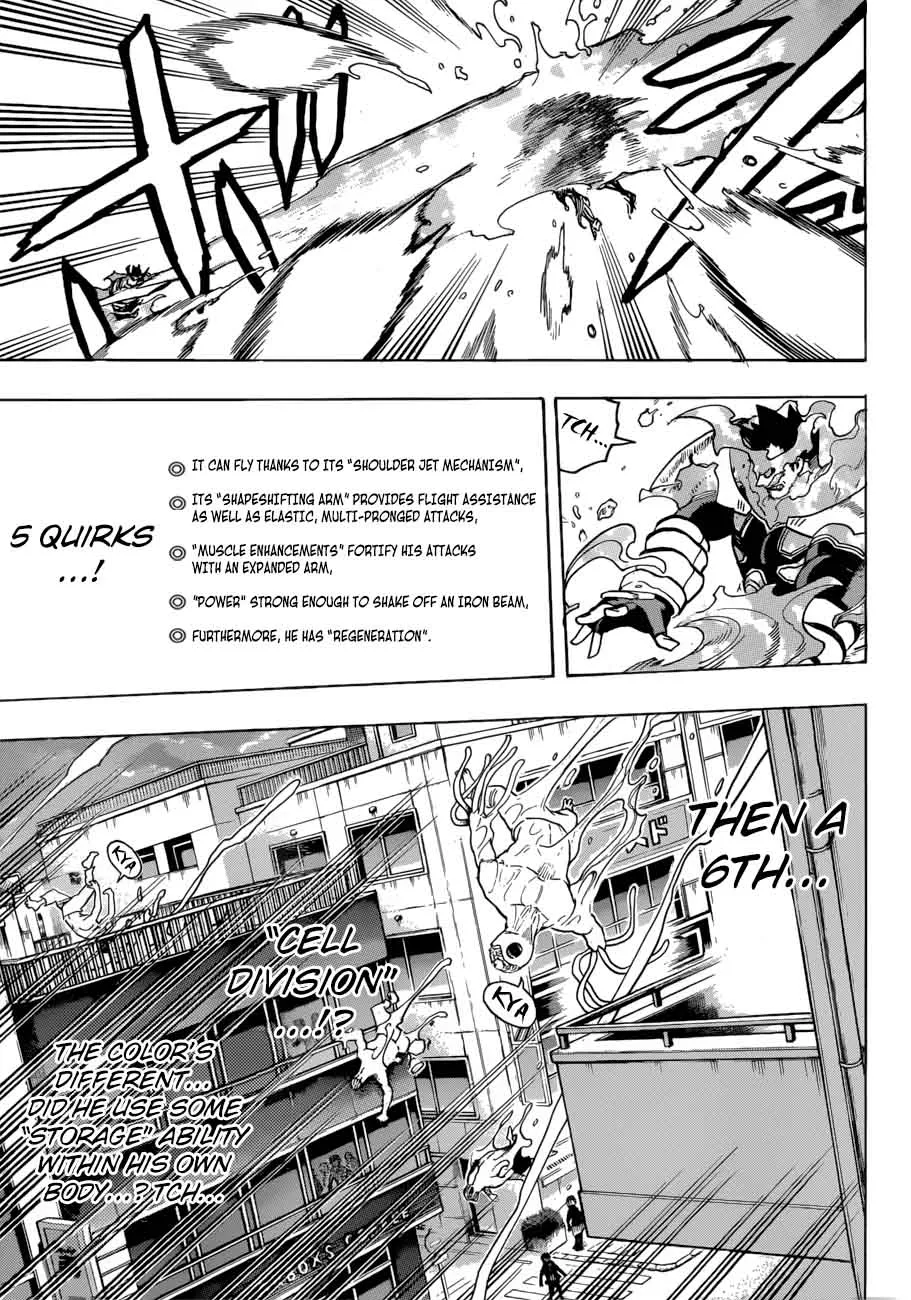 TCH...
5 QUIRKS
...!
IT CAN FLY THANKS TO ITS "SHOULDER JET MECHANISM",
ITS "SHAPESHIFTING ARM" PROVIDES FLIGHT ASSISTANCE
AS WELL AS ELASTIC, MULTI-PRONGED ATTACKS,
"MUSCLE ENHANCEMENTS" FORTIFY HIS ATTACKS
WITH AN EXPANDED ARM,
"POWER" STRONG ENOUGH TO SHAKE OFF AN IRON BEAM,
FURTHERMORE, HE HAS "REGENERATION".
THEN A
6TH...
KYA
KYA
"CELL
DIVISION"
...!?
THE COLOR'S
DIFFERENT...
DID HE USE SOME
"STORAGE" ABILITY
WITHIN HIS OWN
BODY...? TCH...
ド